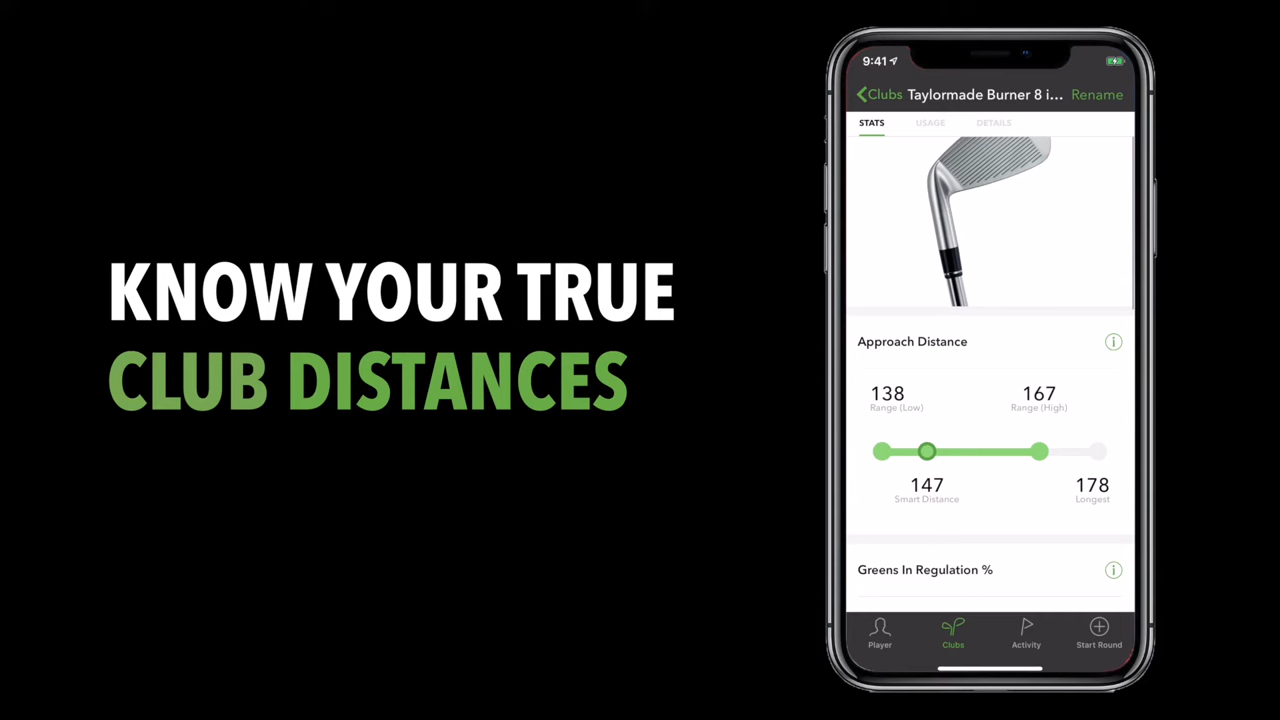 KNOW YOUR TRUE
CLUB DISTANCES
9:41
Clubs Taylormade Burner 8 i... Rename
STATS USAGE DETAILS
Approach Distance
138 167
Range (Low) Range (High)
147 178
Smart Distance Longest
Greens In Regulation %
Player Clubs Activity Start Round